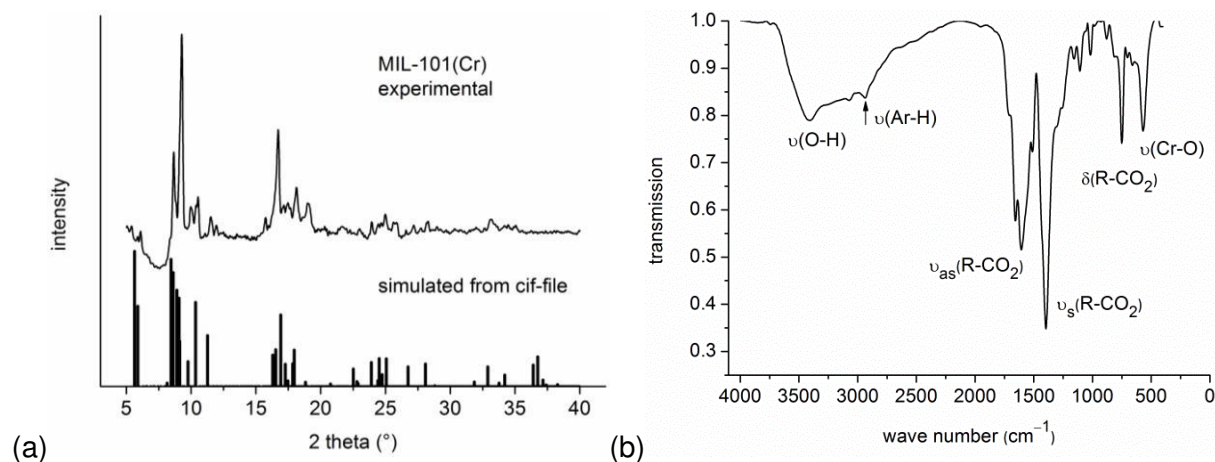 MIL-101(Cr)
experimental
intensity
simulated from cif-file
5 10 15 20 25 30 35 40
2 theta (°)
(a)
1.0
0.9
0.8
0.7
0.6
0.5
0.4
0.3
transmission
υ(O-H)
υ(Ar-H)
υas(R-CO2)
υs(R-CO2)
δ(R-CO2)
υ(Cr-O)
4000 3500 3000 2500 2000 1500 1000 500 0
wave number (cm⁻¹)
(b)